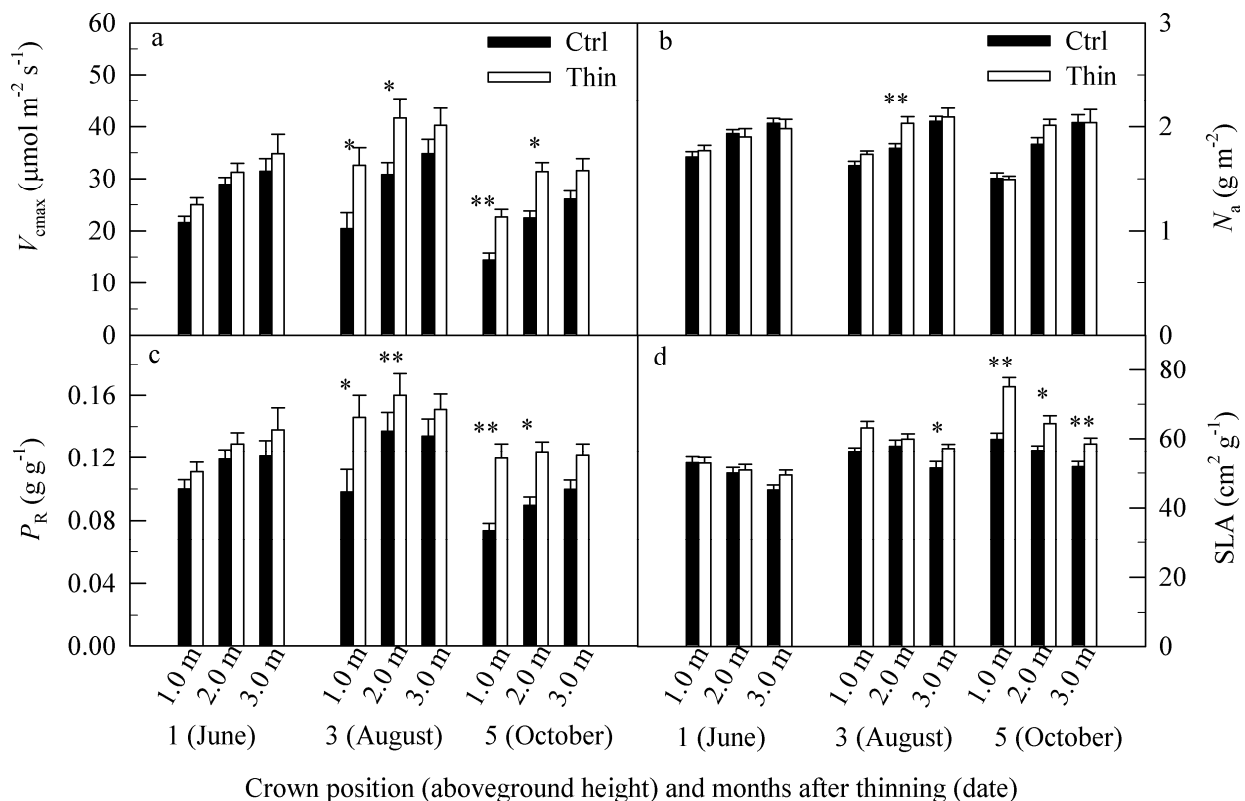 a
Ctrl
Thin
b
Ctrl
Thin
60
50
40
30
20
10
0
Vcmax (μmol m-2 s-1)
*
*
**
*
**
3
2
1
0
Na (g m-2)
c
d
0.16
0.12
0.08
0.04
0.00
PR (g g-1)
*
**
**
*
*
**
*
**
80
60
40
20
0
SLA (cm2 g-1)
1.0 m 2.0 m 3.0 m 1.0 m 2.0 m 3.0 m 1.0 m 2.0 m 3.0 m 1.0 m 2.0 m 3.0 m 1.0 m 2.0 m 3.0 m 1.0 m 2.0 m 3.0 m
1 (June) 3 (August) 5 (October) 1 (June) 3 (August) 5 (October)
Crown position (aboveground height) and months after thinning (date)